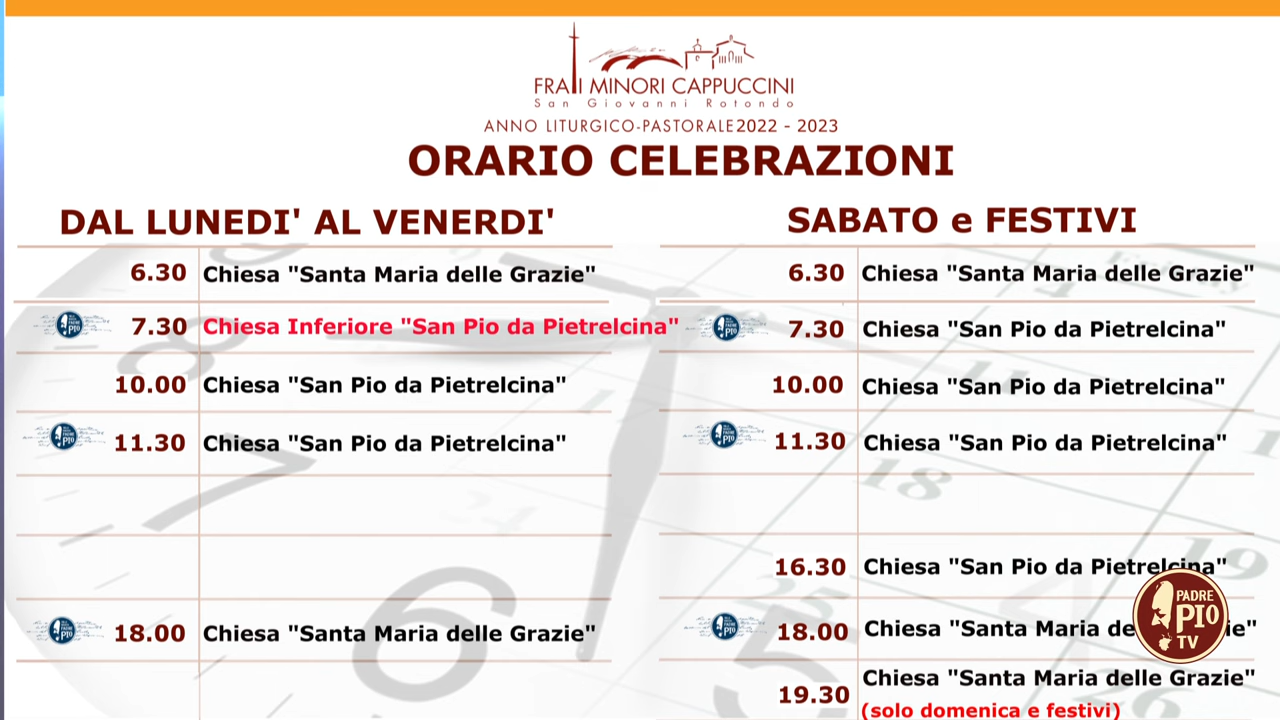 FRATI MINORI CAPPUCCINI
San Giovanni Rotondo
ANNO LITURGICO-PASTORALE 2022 - 2023
ORARIO CELEBRAZIONI
DAL LUNEDI' AL VENERDI'
6.30 Chiesa "Santa Maria delle Grazie"
7.30 Chiesa Inferiore "San Pio da Pietrelcina"
10.00 Chiesa "San Pio da Pietrelcina"
11.30 Chiesa "San Pio da Pietrelcina"
18.00 Chiesa "Santa Maria delle Grazie"
SABATO e FESTIVI
6.30 Chiesa "Santa Maria delle Grazie"
7.30 Chiesa "San Pio da Pietrelcina"
10.00 Chiesa "San Pio da Pietrelcina"
11.30 Chiesa "San Pio da Pietrelcina"
16.30 Chiesa "San Pio da Pietrelcina"
18.00 Chiesa "Santa Maria de ie"
19.30 Chiesa "Santa Maria delle Grazie"
(solo domenica e festivi)
PADRE
PIO
TV